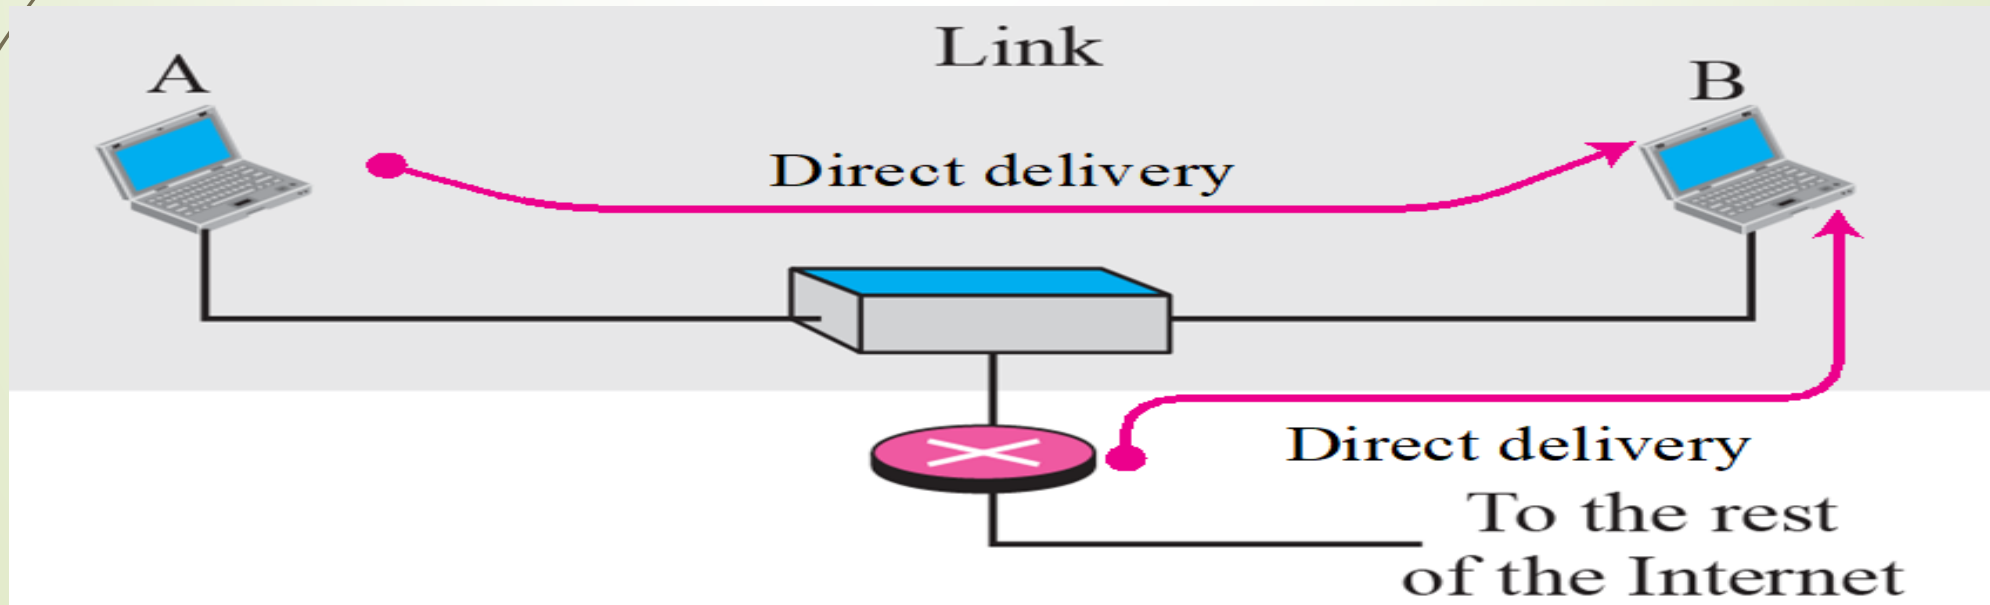 Link
A
B
Direct delivery
Direct delivery
To the rest
of the Internet